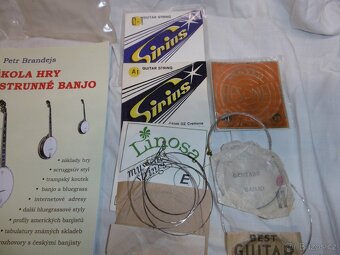 Petr Brandejs
ŠKOLA HRY
STRUNNÉ BANJO
• základy hry
• scruggsův styl
• trampský koutek
• banjo a bluegrass
• internetové adresy
• další bluegrassové styly
• profily amerických banjistů
• tabulatury známých skladeb
rozhovory s českými banjisty
GUITAR STRING
Sirius
A
GUITAR STRING
Sirius
Linosa
E
BANJO
BEST
GUITAR